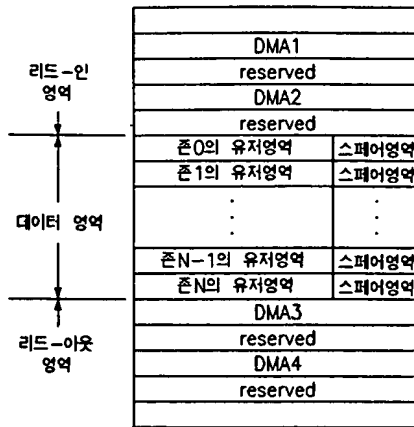 DMA1
리드-인
영역
reserved
DMA2
reserved
데이터 영역
존0의 유저영역 스페어영역
존1의 유저영역 스페어영역
존N-1의 유저영역 스페어영역
존N의 유저영역 스페어영역
리드-아웃
영역
DMA3
reserved
DMA4
reserved